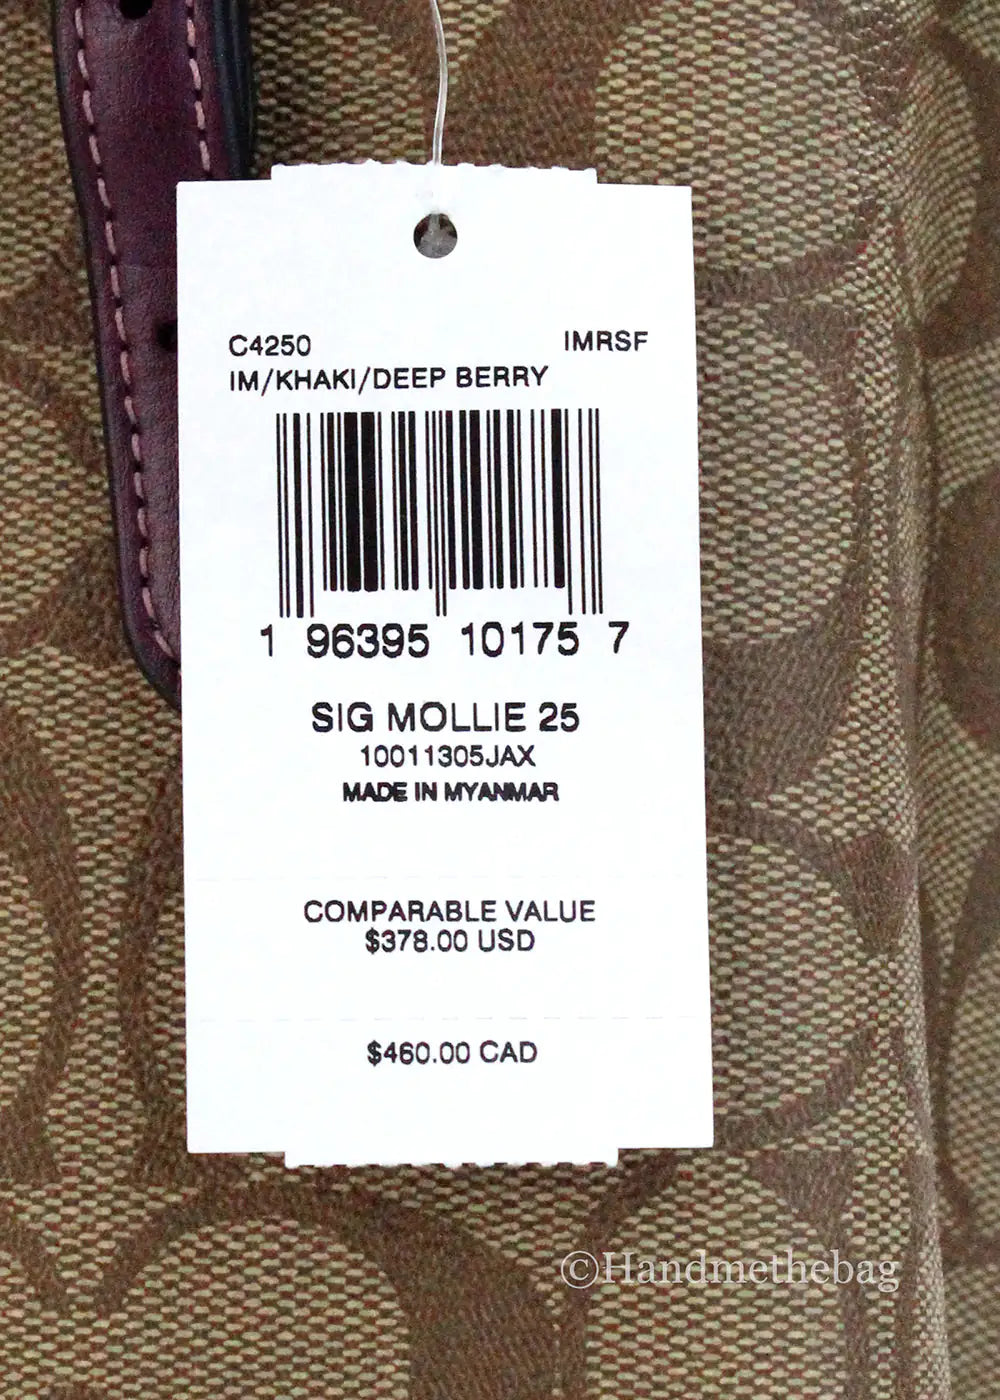 C4250 IMRSF
IM/KHAKI/DEEP BERRY
1 96395 10175 7
SIG MOLLIE 25
10011305JAX
MADE IN MYANMAR
COMPARABLE VALUE
$378.00 USD
$460.00 CAD
©Handmethebag